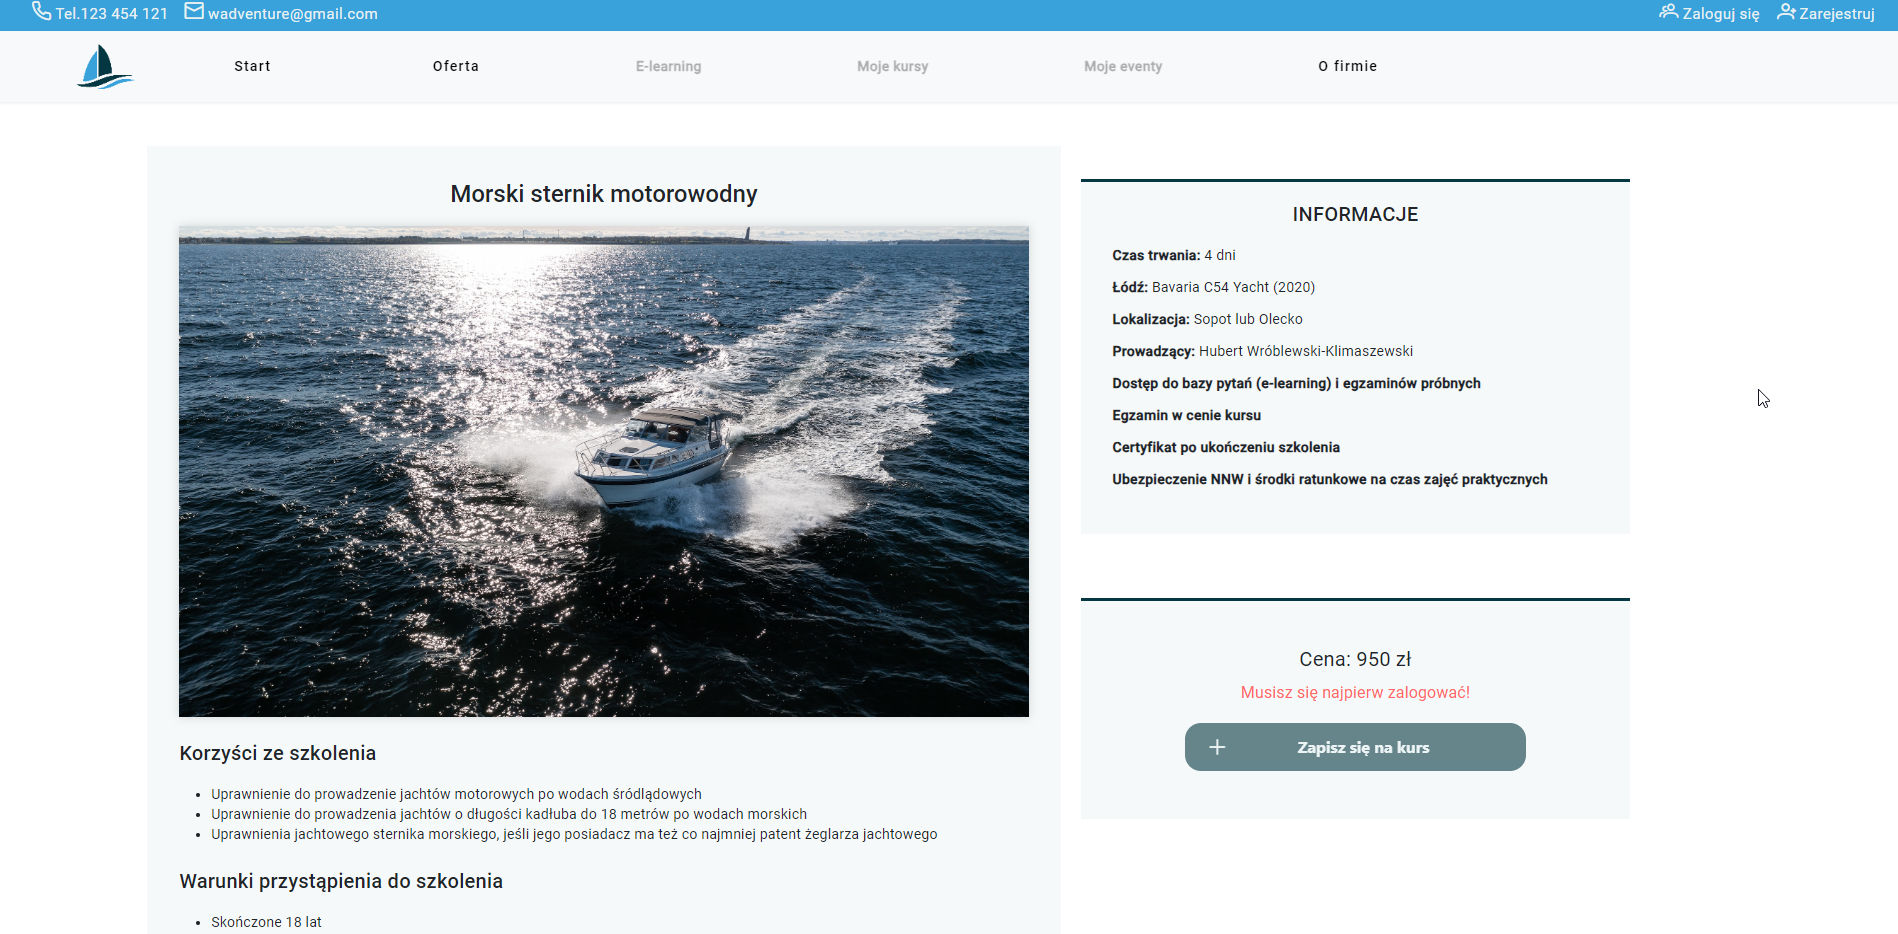 Tel.123 454 121 wadventure@gmail.com Zaloguj się Zarejestruj
Start Oferta E-learning Moje kursy Moje eventy O firmie
Morski sternik motorowodny
Korzyści ze szkolenia
Uprawnienie do prowadzenie jachtów motorowych po wodach śródlądowych
Uprawnienie do prowadzenia jachtów o długości kadłuba do 18 metrów po wodach morskich
Uprawnienia jachtowego sternika morskiego, jeśli jego posiadacz ma też co najmniej patent żeglarza jachtowego
Warunki przystąpienia do szkolenia
Skończone 18 lat
INFORMACJE
Czas trwania: 4 dni
Łódź: Bavaria C54 Yacht (2020)
Lokalizacja: Sopot lub Olecko
Prowadzący: Hubert Wróblewski-Klimaszewski
Dostęp do bazy pytań (e-learning) i egzaminów próbnych
Egzamin w cenie kursu
Certyfikat po ukończeniu szkolenia
Ubezpieczenie NNW i środki ratunkowe na czas zajęć praktycznych
Cena: 950 zł
Musisz się najpierw zalogować!
Zapisz się na kurs